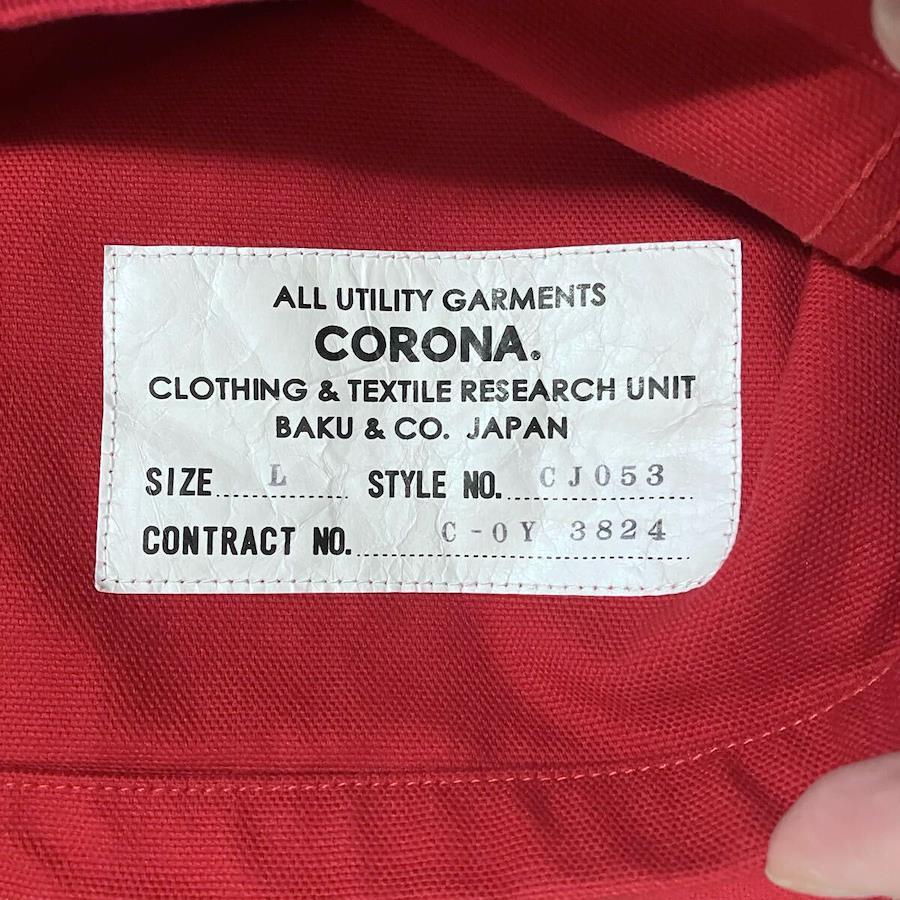 ALL UTILITY GARMENTS
CORONA.
CLOTHING & TEXTILE RESEARCH UNIT
BAKU & CO. JAPAN
SIZE L STYLE NO. CJ053
CONTRACT NO. C-0Y 3824